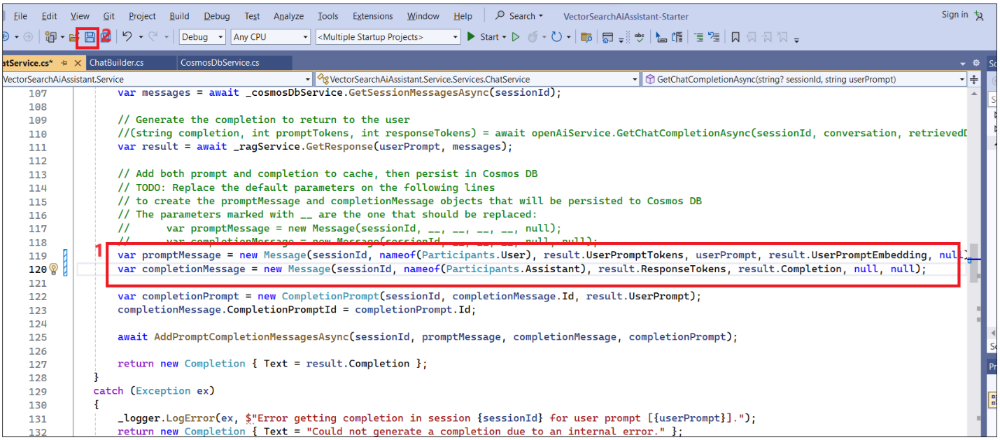 File Edit View Git Project Build Debug Test Analyze Tools Extensions Window Help Search VectorSearchAiAssistant-Starter Sign in
2 Debug Any CPU <Multiple Startup Projects> Start abc
atService.cs* ChatBuilder.cs CosmosDbService.cs
VectorSearchAiAssistant.Service VectorSearchAiAssistant.Service.Services.ChatService GetChatCompletionAsync(string? sessionId, string userPrompt)
107 var messages = await _cosmosDbService.GetSessionMessagesAsync(sessionId);
108
109 // Generate the completion to return to the user
110 //(string completion, int promptTokens, int responseTokens) = await openAiService.GetChatCompletionAsync(sessionId, conversation, retrievedD
111 var result = await _ragService.GetResponse(userPrompt, messages);
112
113 // Add both prompt and completion to cache, then persist in Cosmos DB
114 // TODO: Replace the default parameters on the following lines
115 // to create the promptMessage and completionMessage objects that will be persisted to Cosmos DB
116 // The parameters marked with __ are the one that should be replaced:
117 // var promptMessage = new Message(sessionId, __, __, __, __, null);
118 // var completionMessage = new Message(sessionId, __, __, __, null, null);
1
119 var promptMessage = new Message(sessionId, nameof(Participants.User), result.UserPromptTokens, userPrompt, result.UserPromptEmbedding, null)
120 var completionMessage = new Message(sessionId, nameof(Participants.Assistant), result.ResponseTokens, result.Completion, null, null);
121
122 var completionPrompt = new CompletionPrompt(sessionId, completionMessage.Id, result.UserPrompt);
123 completionMessage.CompletionPromptId = completionPrompt.Id;
124
125 await AddPromptCompletionMessagesAsync(sessionId, promptMessage, completionMessage, completionPrompt);
126
127 return new Completion { Text = result.Completion };
128 }
129 catch (Exception ex)
130 {
131 _logger.LogError(ex, $"Error getting completion in session {sessionId} for user prompt [{userPrompt}].");
132 return new Completion { Text = "Could not generate a completion due to an internal error." };